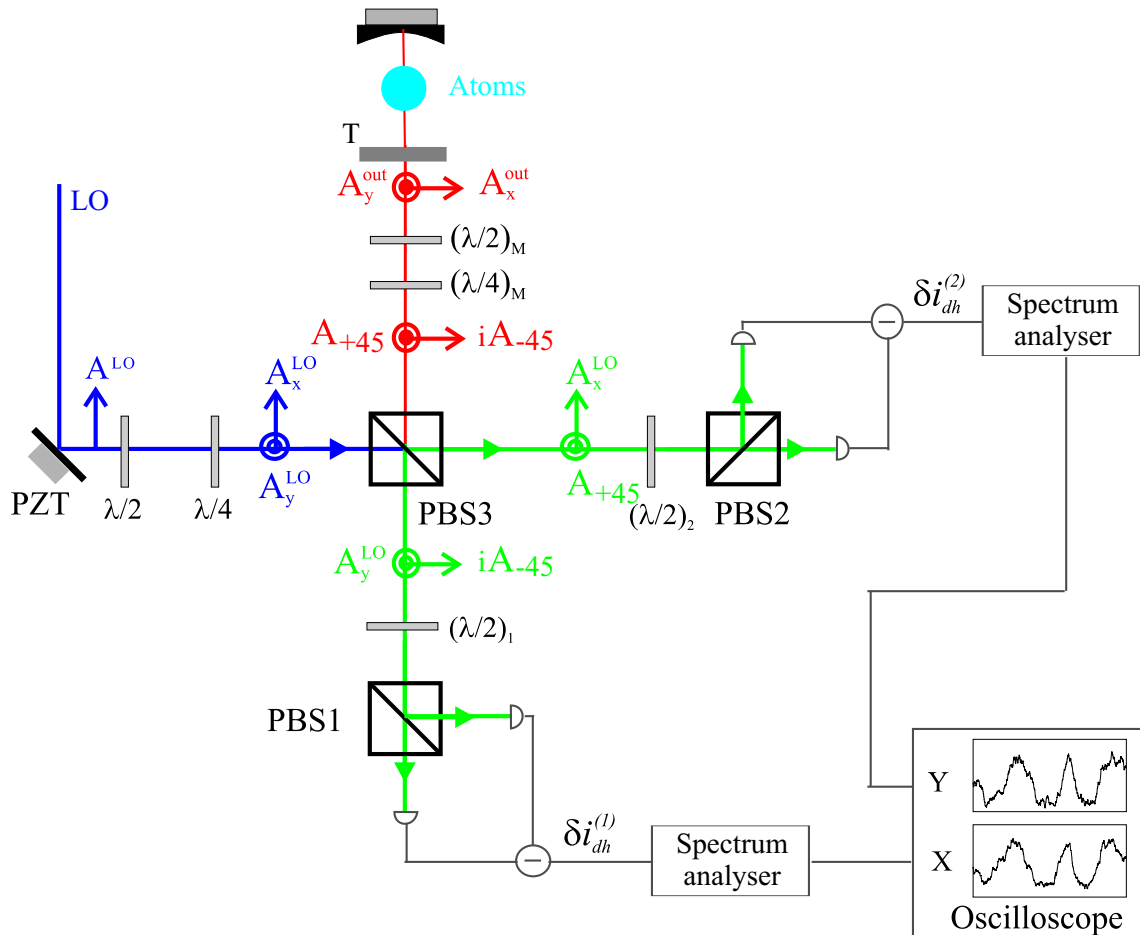 Atoms
T
A_y^out A_x^out
LO
(λ/2)_M
(λ/4)_M
A_+45 iA_-45
δi_dh^(2)
Spectrum
analyser
A^LO
A_x^LO
A_x^LO
A_y^LO
A_+45
PZT
λ/2
λ/4
PBS3
(λ/2)_2
PBS2
A_y^LO iA_-45
(λ/2)_1
PBS1
δi_dh^(1)
Spectrum
analyser
Y
X
Oscilloscope